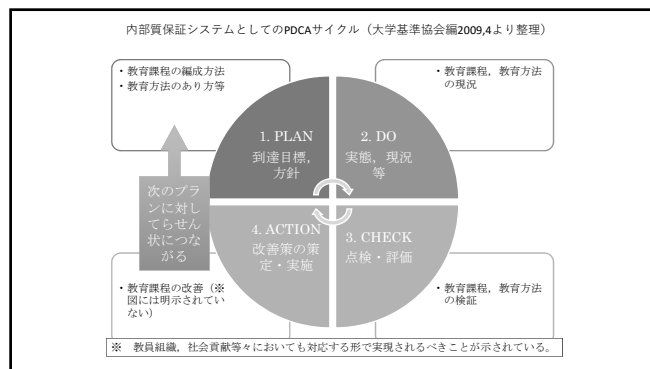 内部質保証システムとしてのPDCAサイクル（大学基準協会編2009,4より整理）
・教育課程の編成方法
・教育方法のあり方等
・教育課程，教育方法
の現況
1. PLAN
到達目標，
方針
2. DO
実態，現況
等
次のプラ
ンに対し
てらせん
状につな
がる
4. ACTION
改善策の策
定・実施
3. CHECK
点検・評価
・教育課程の改善（※
図には明示されてい
ない）
・教育課程，教育方法
の検証
※　教員組織，社会貢献等々においても対応する形で実現されるべきことが示されている。